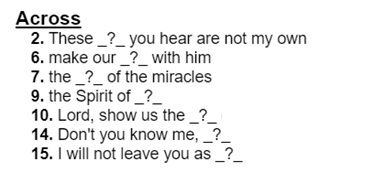 Across
2. These _?_ you hear are not my own
6. make our _?_ with him
7. the _?_ of the miracles
9. the Spirit of _?_
10. Lord, show us the _?_
14. Don't you know me, _?_
15. I will not leave you as _?_